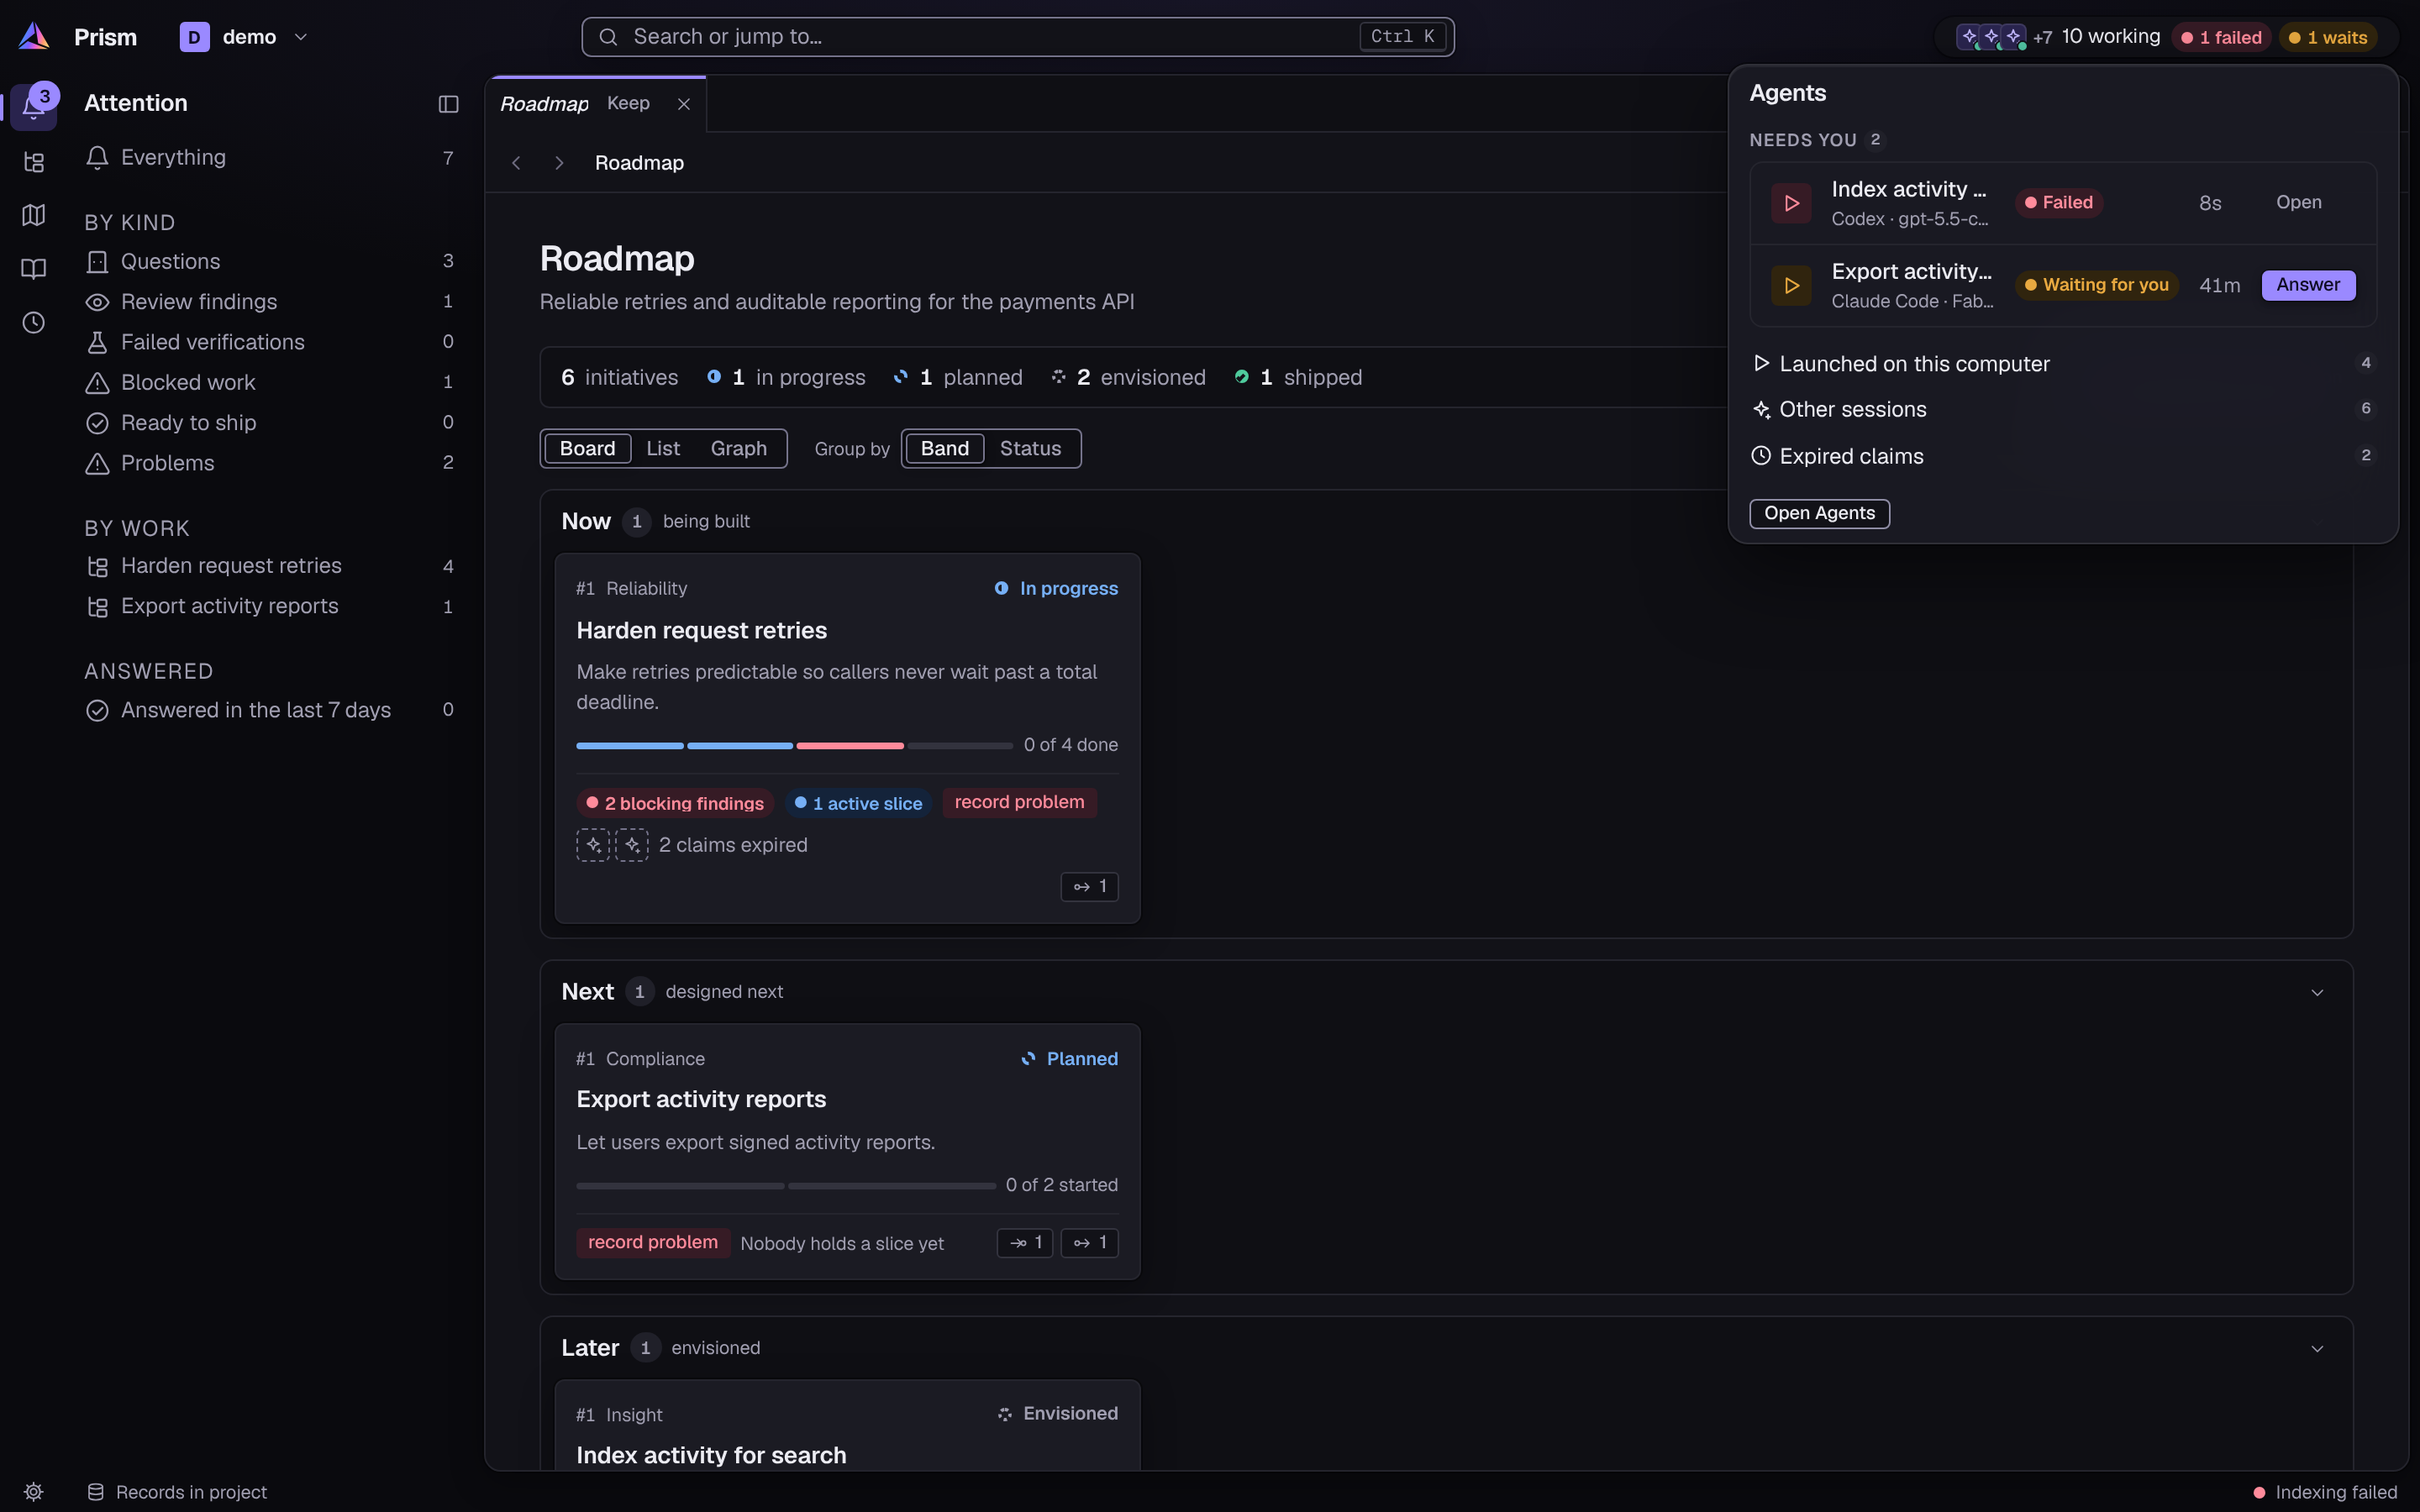 Prism
D demo
Search or jump to...
Ctrl K
+7 10 working
1 failed
1 waits
3
Attention
Everything 7
BY KIND
Questions 3
Review findings 1
Failed verifications 0
Blocked work 1
Ready to ship 0
Problems 2
BY WORK
Harden request retries 4
Export activity reports 1
ANSWERED
Answered in the last 7 days 0
Records in project
Roadmap Keep
Roadmap
Roadmap
Reliable retries and auditable reporting for the payments API
6 initiatives 1 in progress 1 planned 2 envisioned 1 shipped
Board List Graph Group by Band Status
Now 1 being built
#1 Reliability In progress
Harden request retries
Make retries predictable so callers never wait past a total
deadline.
0 of 4 done
2 blocking findings 1 active slice record problem
2 claims expired
1
Next 1 designed next
#1 Compliance Planned
Export activity reports
Let users export signed activity reports.
0 of 2 started
record problem Nobody holds a slice yet 1 1
Later 1 envisioned
#1 Insight Envisioned
Index activity for search
Agents
NEEDS YOU 2
Index activity ... Failed 8s Open
Codex · gpt-5.5-c...
Export activity... Waiting for you 41m Answer
Claude Code · Fab...
Launched on this computer 4
Other sessions 6
Expired claims 2
Open Agents
Indexing failed